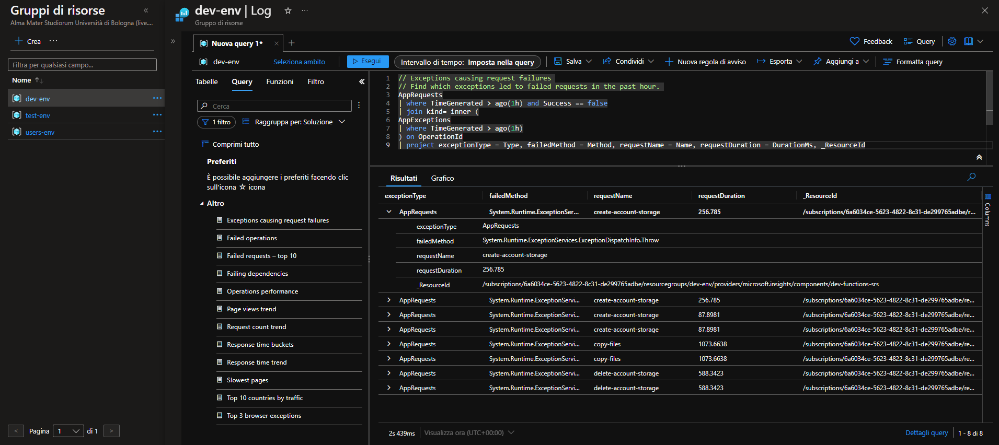 Gruppi di risorse
«
Alma Mater Studiorum Università di Bologna (live....
Crea ···
Filtra per qualsiasi campo...
Nome ↑↓
dev-env ···
test-env ···
users-env ···
< Pagina 1 di 1 >
dev-env | Log ···
Gruppo di risorse
»
Nuova query 1* × +
Feedback
Query
dev-env
Seleziona ambito
Esegui
Intervallo di tempo: Imposta nella query
Salva
Condividi
Nuova regola di avviso
Esporta
Aggiungi a
Formatta query
Tabelle
Query
Funzioni
Filtro
«
Cerca
1 filtro
Raggruppa per: Soluzione
Comprimi tutto
Preferiti
È possibile aggiungere i preferiti facendo clic
sull'icona ☆ icona
Altro
Exceptions causing request failures
Failed operations
Failed requests – top 10
Failing dependencies
Operations performance
Page views trend
Request count trend
Response time buckets
Response time trend
Slowest pages
Top 10 countries by traffic
Top 3 browser exceptions
1 // Exceptions causing request failures
2 // Find which exceptions led to failed requests in the past hour.
3 AppRequests
4 | where TimeGenerated > ago(1h) and Success == false
5 | join kind= inner (
6 AppExceptions
7 | where TimeGenerated > ago(1h)
8 ) on OperationId
9 | project exceptionType = Type, failedMethod = Method, requestName = Name, requestDuration = DurationMs, _ResourceId
Risultati
Grafico
exceptionType failedMethod requestName requestDuration _ResourceId
AppRequests System.Runtime.ExceptionSer... create-account-storage 256.785 /subscriptions/6a6034ce-5623-4822-8c31-de299765adbe/r...
exceptionType AppRequests
failedMethod System.Runtime.ExceptionServices.ExceptionDispatchInfo.Throw
requestName create-account-storage
requestDuration 256.785
_ResourceId /subscriptions/6a6034ce-5623-4822-8c31-de299765adbe/resourcegroups/dev-env/providers/microsoft.insights/components/dev-functions-srs
AppRequests System.Runtime.ExceptionServi... create-account-storage 256.785 /subscriptions/6a6034ce-5623-4822-8c31-de299765adbe/re...
AppRequests System.Runtime.ExceptionServi... create-account-storage 87.8981 /subscriptions/6a6034ce-5623-4822-8c31-de299765adbe/re...
AppRequests System.Runtime.ExceptionServi... create-account-storage 87.8981 /subscriptions/6a6034ce-5623-4822-8c31-de299765adbe/re...
AppRequests System.Runtime.ExceptionServi... copy-files 1073.6638 /subscriptions/6a6034ce-5623-4822-8c31-de299765adbe/re...
AppRequests System.Runtime.ExceptionServi... copy-files 1073.6638 /subscriptions/6a6034ce-5623-4822-8c31-de299765adbe/re...
AppRequests System.Runtime.ExceptionServi... delete-account-storage 588.3423 /subscriptions/6a6034ce-5623-4822-8c31-de299765adbe/re...
AppRequests System.Runtime.ExceptionServi... delete-account-storage 588.3423 /subscriptions/6a6034ce-5623-4822-8c31-de299765adbe/re...
Columns
2s 439ms
Visualizza ora (UTC+00:00)
Dettagli query
1 - 8 di 8